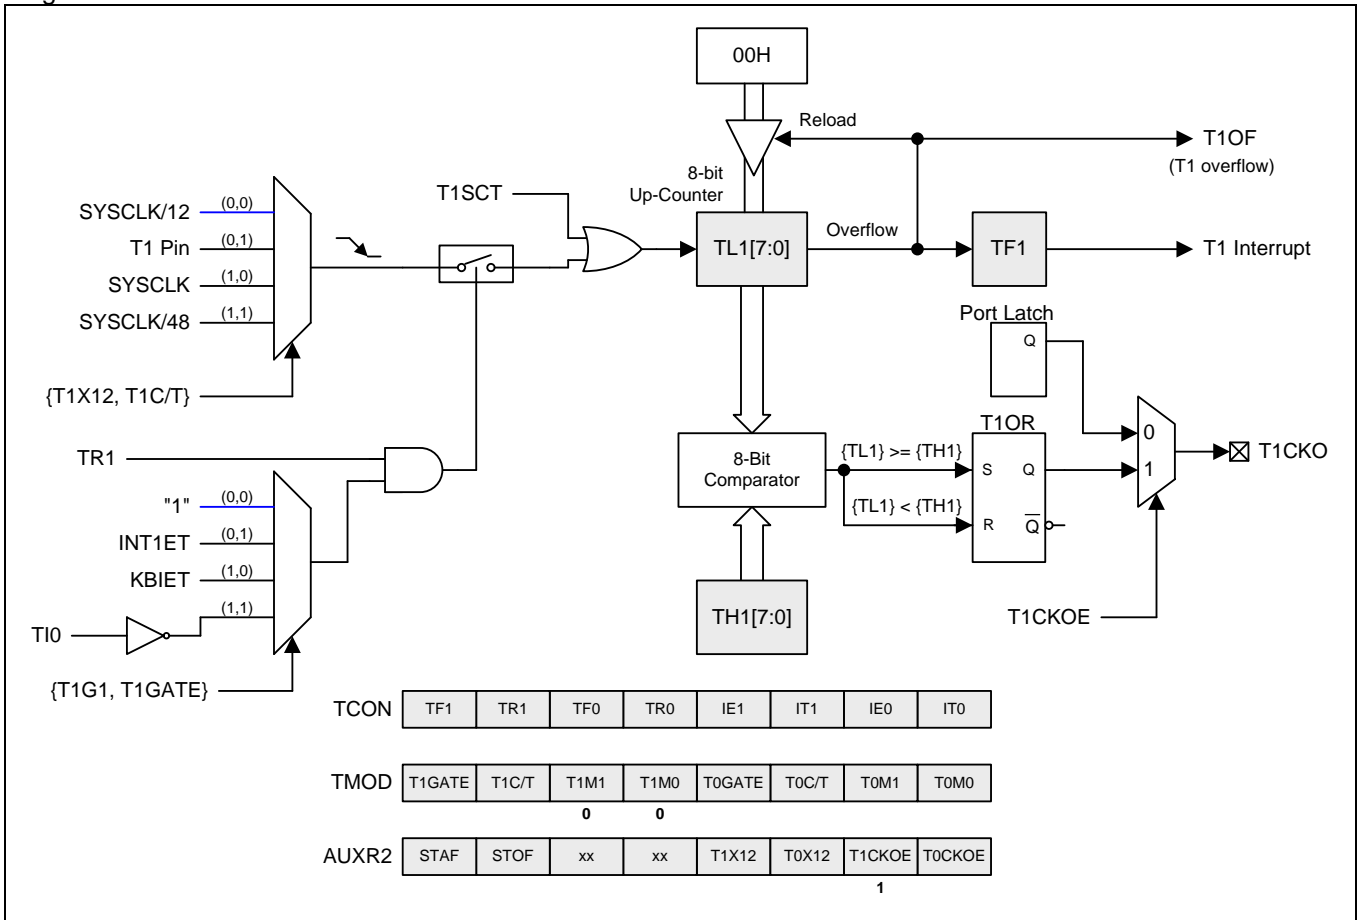 00H
Reload
T1OF
(T1 overflow)
8-bit
Up-Counter
T1SCT
SYSCLK/12
(0,0)
T1 Pin
(0,1)
SYSCLK
(1,0)
SYSCLK/48
(1,1)
{T1X12, T1C/T}
TL1[7:0]
Overflow
TF1
T1 Interrupt
Port Latch
Q
T1OR
0
1
T1CKO
TR1
8-Bit
Comparator
{TL1} >= {TH1}
S
Q
{TL1} < {TH1}
R
Q
"1"
(0,0)
INT1ET
(0,1)
KBIET
(1,0)
(1,1)
TI0
{T1G1, T1GATE}
TH1[7:0]
T1CKOE
TCON TF1 TR1 TF0 TR0 IE1 IT1 IE0 IT0
TMOD T1GATE T1C/T T1M1 T1M0 T0GATE T0C/T T0M1 T0M0
0 0
AUXR2 STAF STOF xx xx T1X12 T0X12 T1CKOE T0CKOE
1